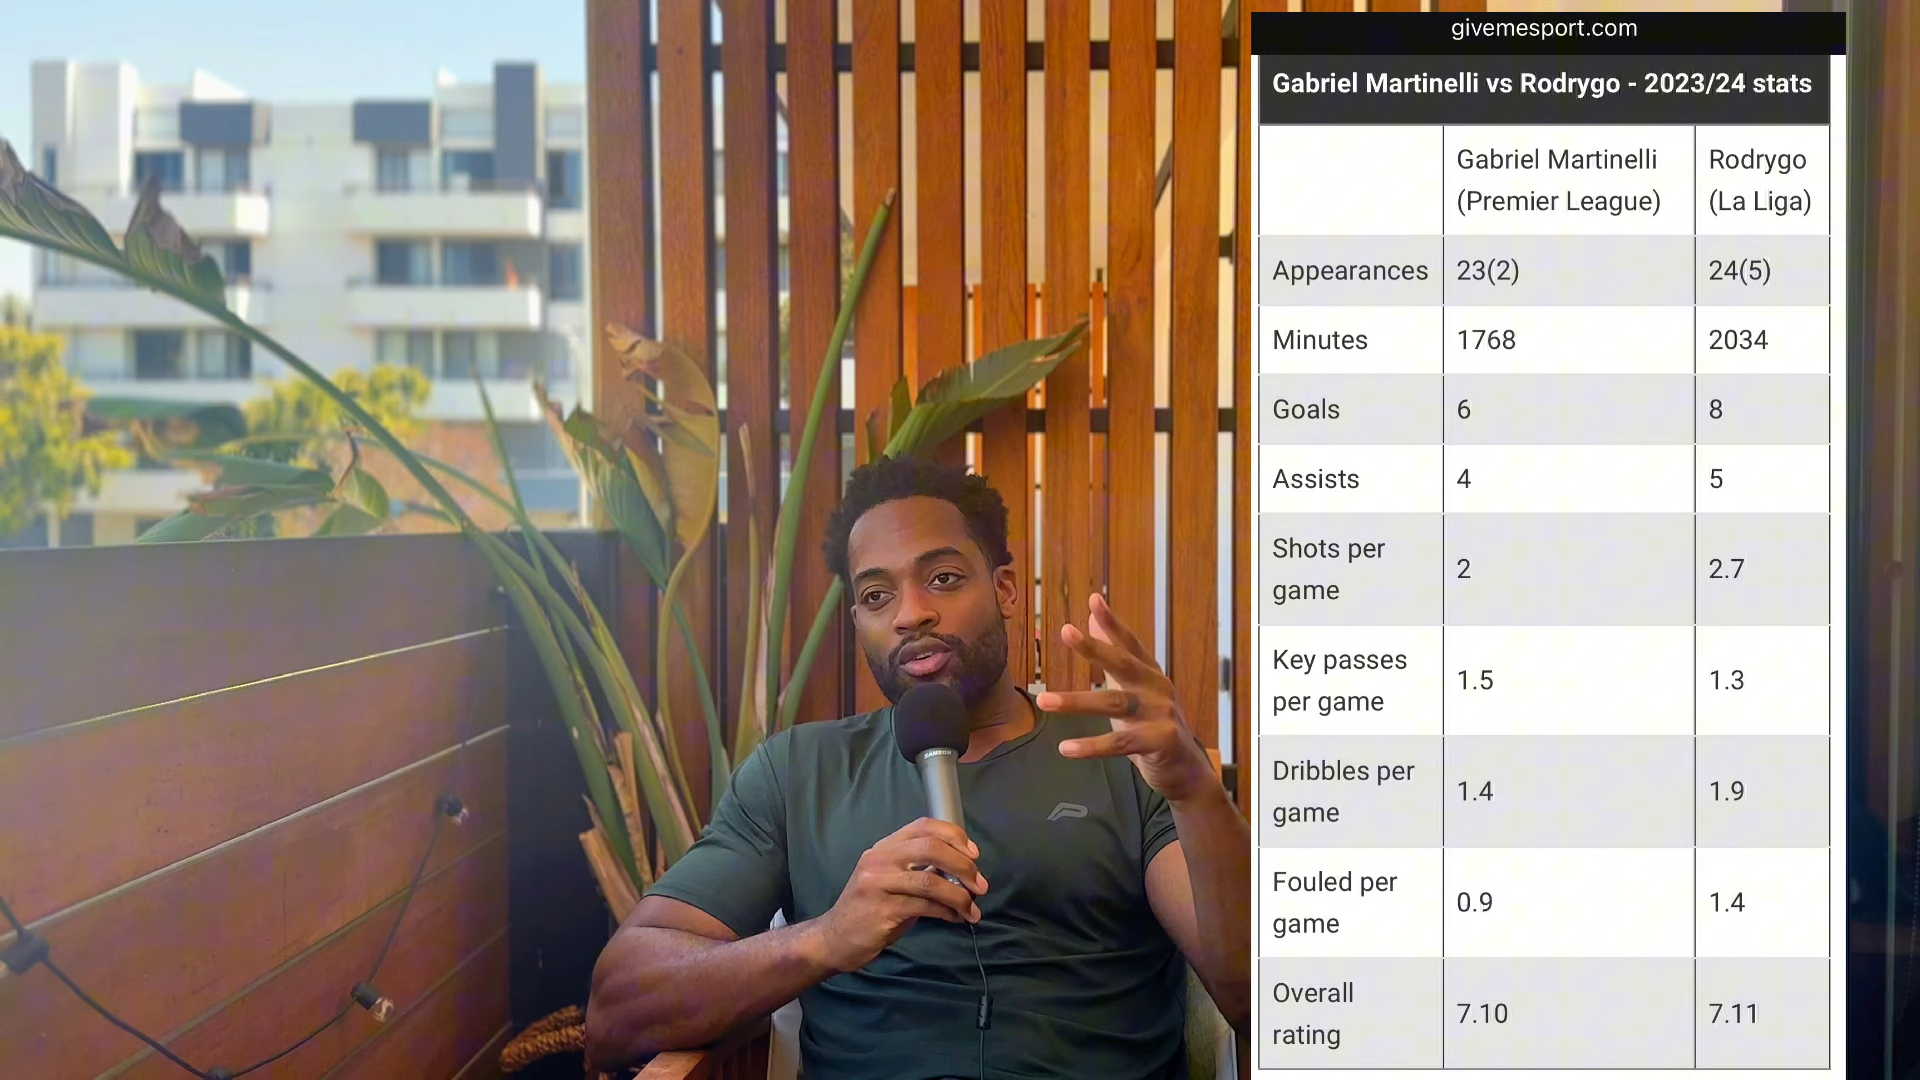 givemesport.com
Gabriel Martinelli vs Rodrygo - 2023/24 stats
Gabriel Martinelli
(Premier League)
Rodrygo
(La Liga)
Appearances 23(2) 24(5)
Minutes 1768 2034
Goals 6 8
Assists 4 5
Shots per
game
2 2.7
Key passes
per game
1.5 1.3
Dribbles per
game
1.4 1.9
Fouled per
game
0.9 1.4
Overall
rating
7.10 7.11
SAMSON